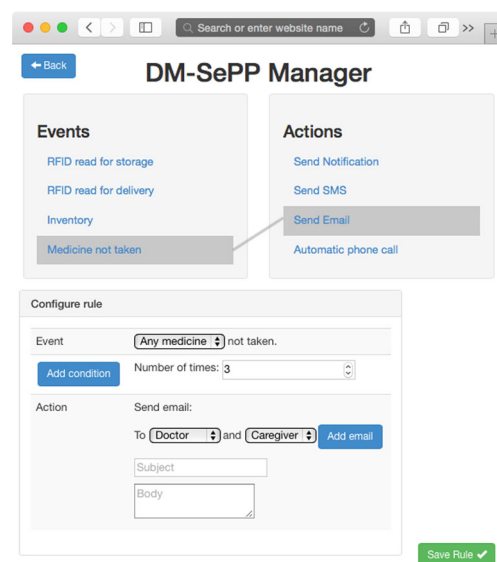 Search or enter website name
Back
DM-SePP Manager
Events
RFID read for storage
RFID read for delivery
Inventory
Medicine not taken
Actions
Send Notification
Send SMS
Send Email
Automatic phone call
Configure rule
Event Any medicine not taken.
Add condition Number of times: 3
Action Send email:
To Doctor and Caregiver Add email
Subject
Body
Save Rule